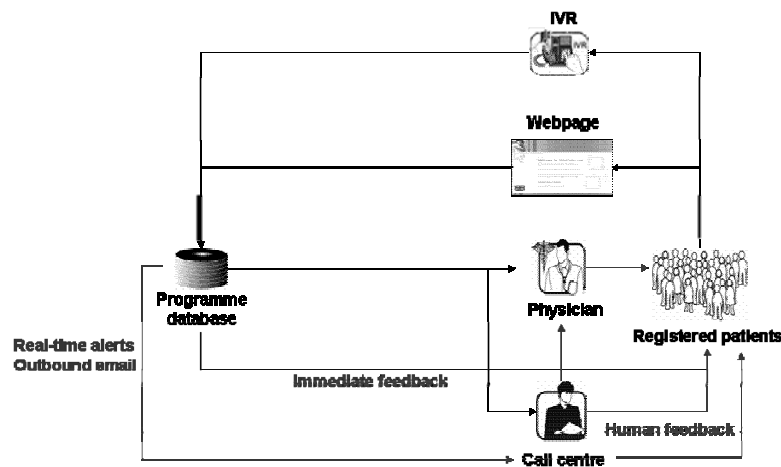 IVR
Webpage
Programme
database
Physician
Registered patients
Real-time alerts
Outbound email
Immediate feedback
Human feedback
Call centre